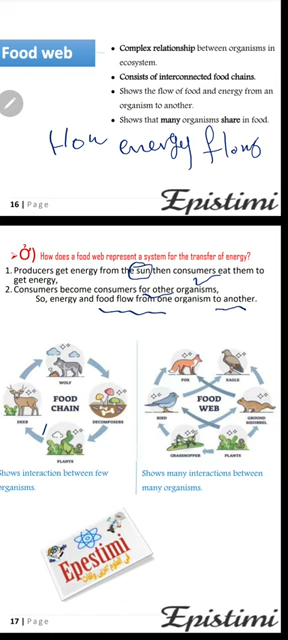 Food web
• Complex relationship between organisms in
ecosystem.
• Consists of interconnected food chains.
• Shows the flow of food and energy from an
organism to another.
• Shows that many organisms share in food.
How energy flows
16 | Page
Epistimi
How does a food web represent a system for the transfer of energy?
1. Producers get energy from the sun then consumers eat them to
get energy,
2. Consumers become consumers for other organisms,
So, energy and food flow from one organism to another.
WOLF
FOOD
CHAIN
DEER
DECOMPOSERS
PLANTS
FOX
EAGLE
FOOD
WEB
BIRD
GROUND
SQUIRREL
GRASSHOPPER
PLANTS
hows interaction between few
organisms.
Shows many interactions between
many organisms.
Epestimi
17 | Page
Epistimi